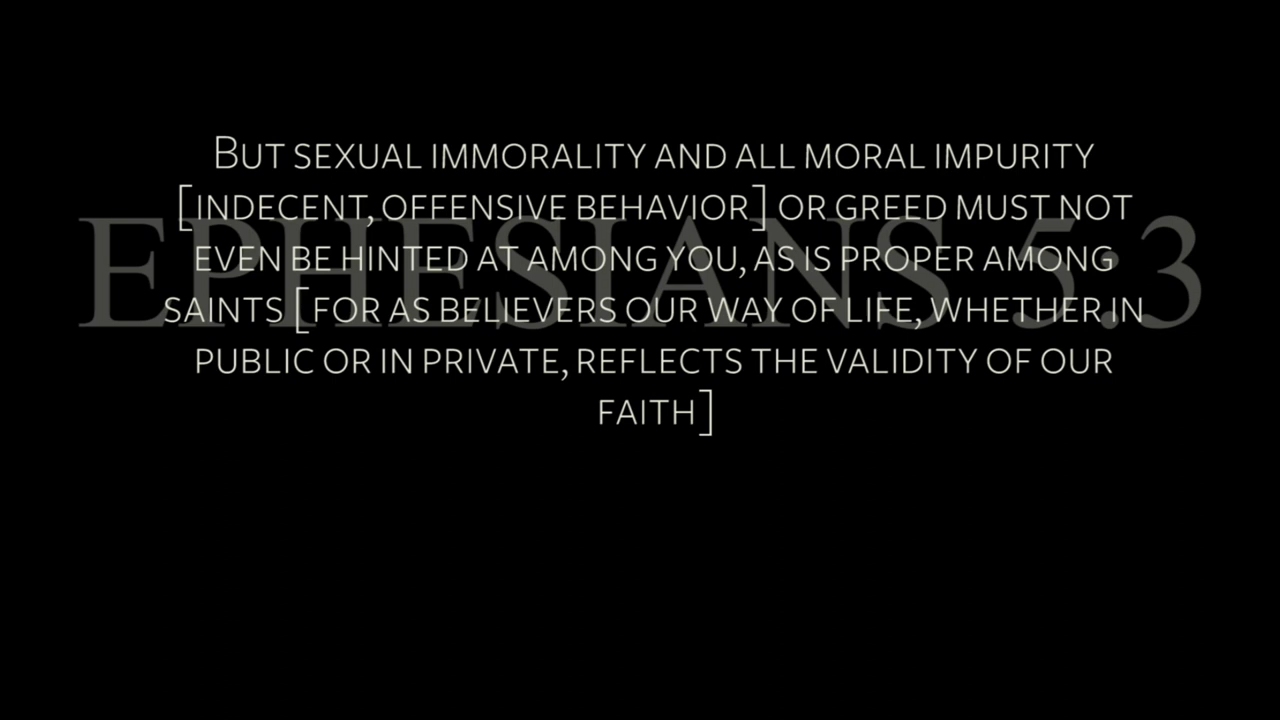 But sexual immorality and all moral impurity
[indecent, offensive behavior] or greed must not
even be hinted at among you, as is proper among
saints [for as believers our way of life, whether in
public or in private, reflects the validity of our
faith]
Ephesians 5:3